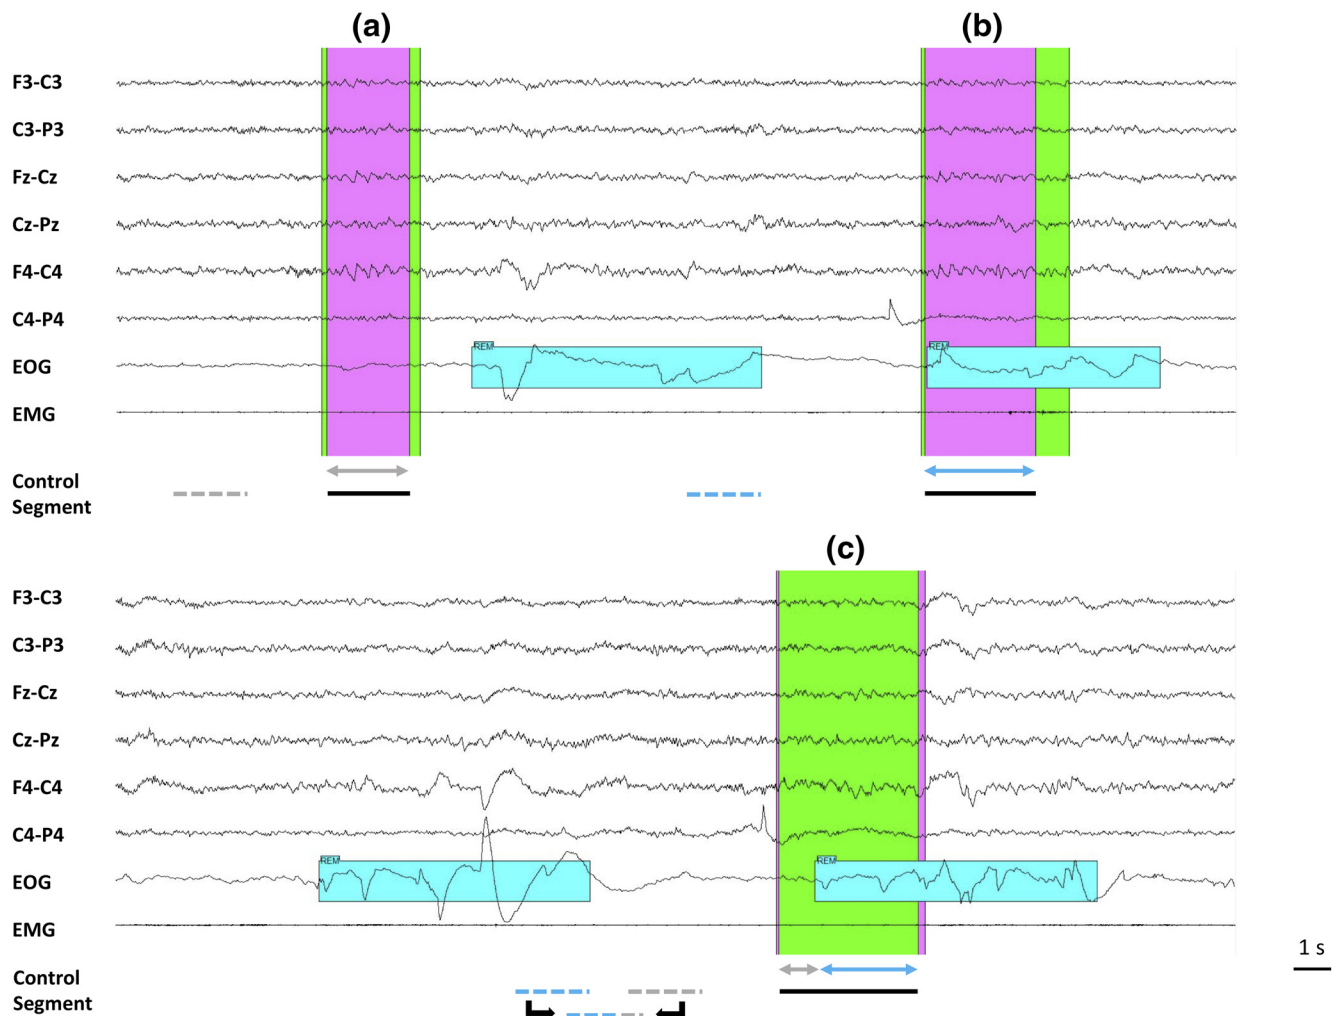 (a) (b)
F3-C3
C3-P3
Fz-Cz
Cz-Pz
F4-C4
C4-P4
REM REM
EOG
EMG
Control
Segment
(c)
F3-C3
C3-P3
Fz-Cz
Cz-Pz
F4-C4
C4-P4
REM REM
EOG
EMG
1 s
Control
Segment